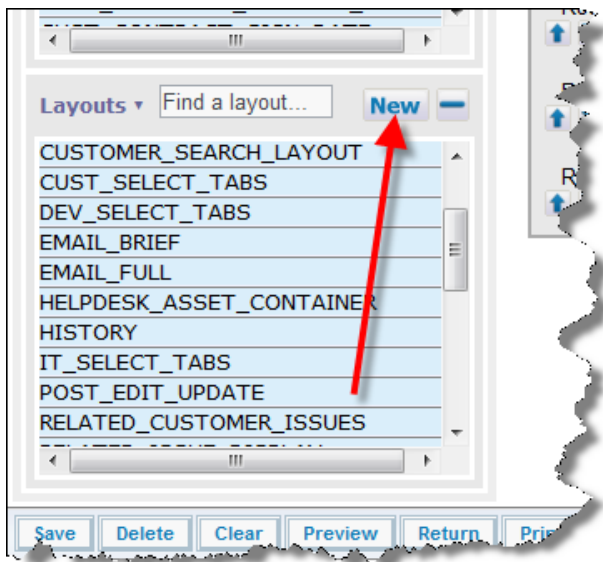 Layouts ▾ Find a layout... New
CUSTOMER_SEARCH_LAYOUT
CUST_SELECT_TABS
DEV_SELECT_TABS
EMAIL_BRIEF
EMAIL_FULL
HELPDESK_ASSET_CONTAINER
HISTORY
IT_SELECT_TABS
POST_EDIT_UPDATE
RELATED_CUSTOMER_ISSUES
Save Delete Clear Preview Return